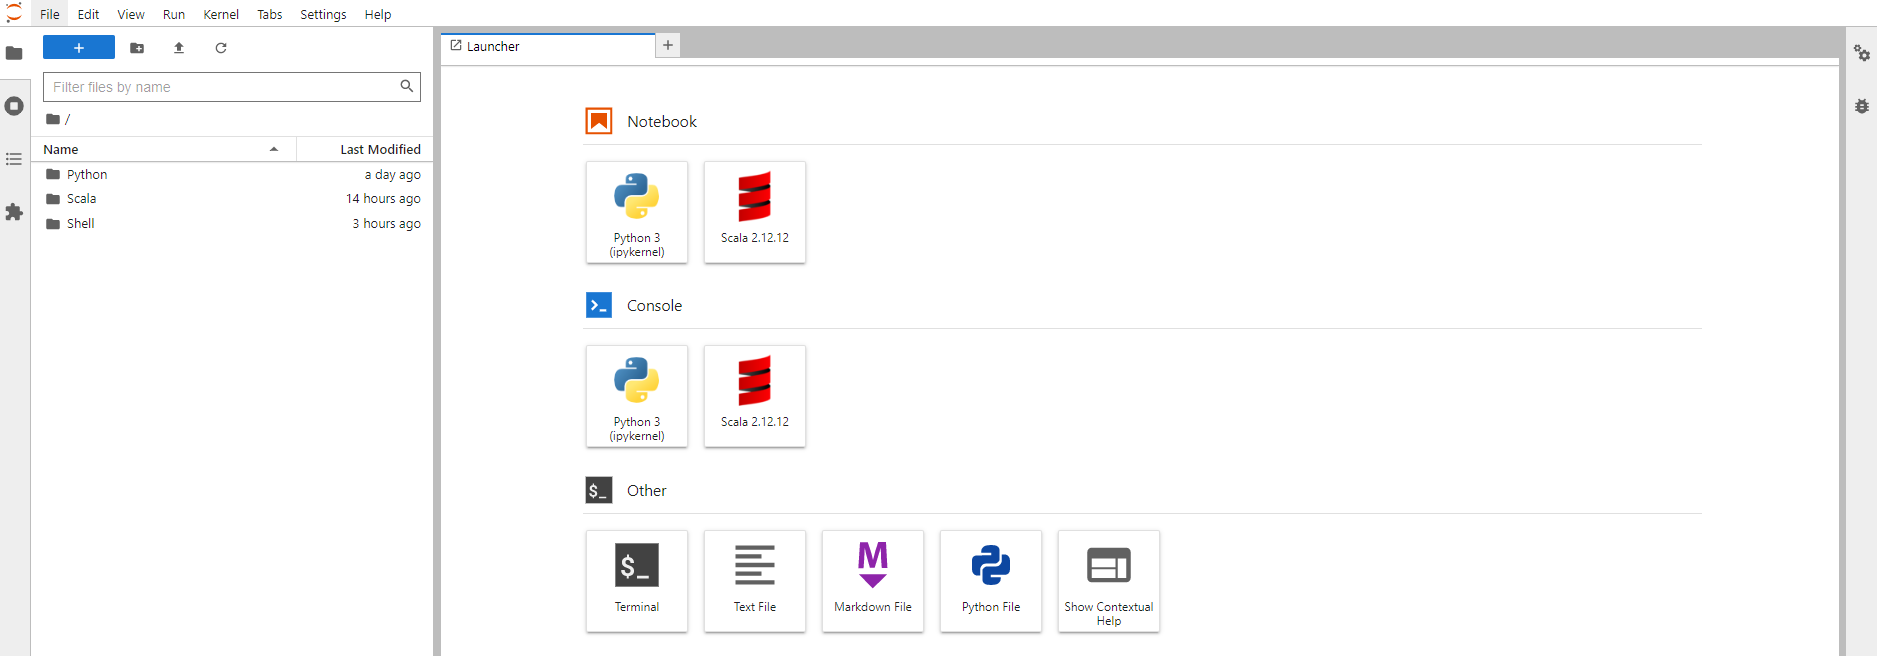 File Edit View Run Kernel Tabs Settings Help
+
Filter files by name
/
Name Last Modified
Python a day ago
Scala 14 hours ago
Shell 3 hours ago
Launcher +
Notebook
Python 3
(ipykernel)
Scala 2.12.12
>_ Console
Python 3
(ipykernel)
Scala 2.12.12
$_ Other
$_
Terminal
Text File
M
Markdown File
Python File
Show Contextual
Help